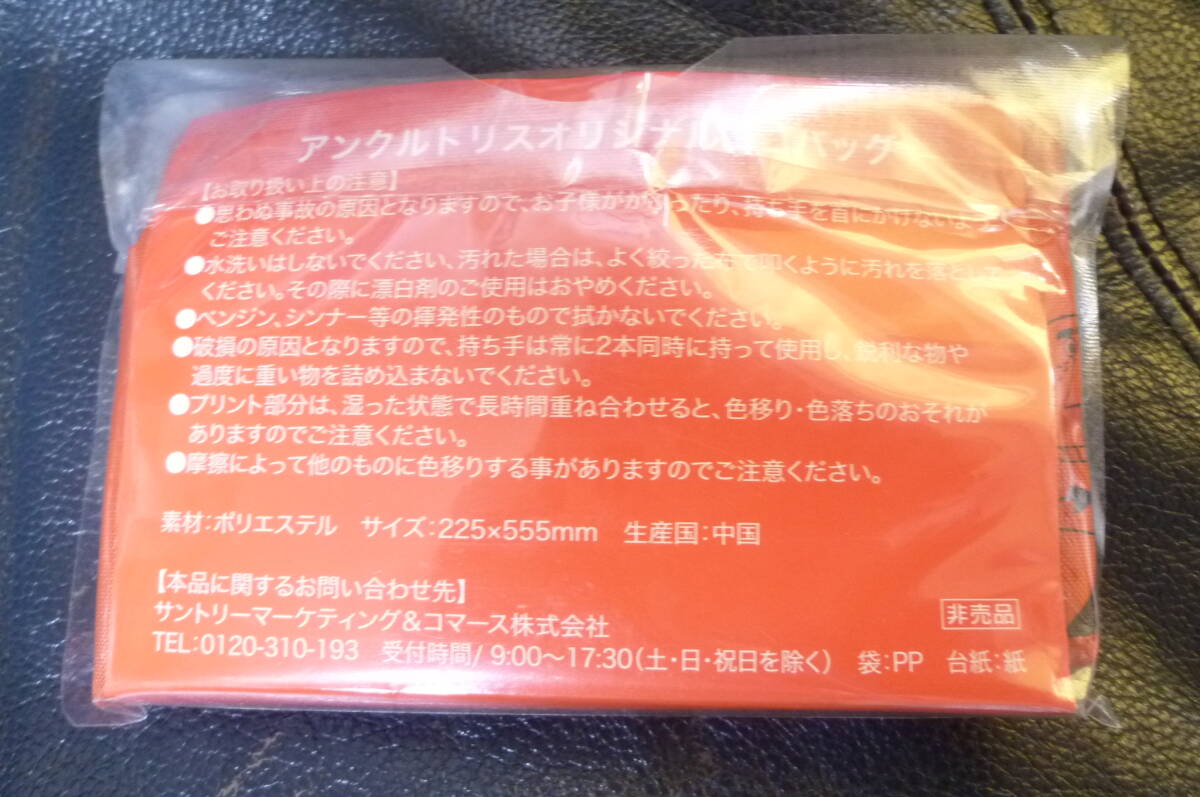 アンクルトリスオリジナル バッグ
【お取り扱い上の注意】
●思わぬ事故の原因となりますので、お子様がかぶったり、持ち手を首にかけないよ
ご注意ください。
●水洗いはしないでください、汚れた場合は、よく絞った布で叩くように汚れを落として
ください。その際に漂白剤のご使用はおやめください。
●ベンジン、シンナー等の揮発性のもので拭かないでください。
●破損の原因となりますので、持ち手は常に2本同時に持って使用し、鋭利な物や
過度に重い物を詰め込まないでください。
●プリント部分は、湿った状態で長時間重ね合わせると、色移り・色落ちのおそれが
ありますのでご注意ください。
●摩擦によって他のものに色移りする事がありますのでご注意ください。
素材：ポリエステル サイズ：225×555mm 生産国：中国
【本品に関するお問い合わせ先】
サントリーマーケティング&コマース株式会社
非売品
TEL：0120-310-193 受付時間/ 9:00〜17:30（土・日・祝日を除く） 袋：PP 台紙：紙